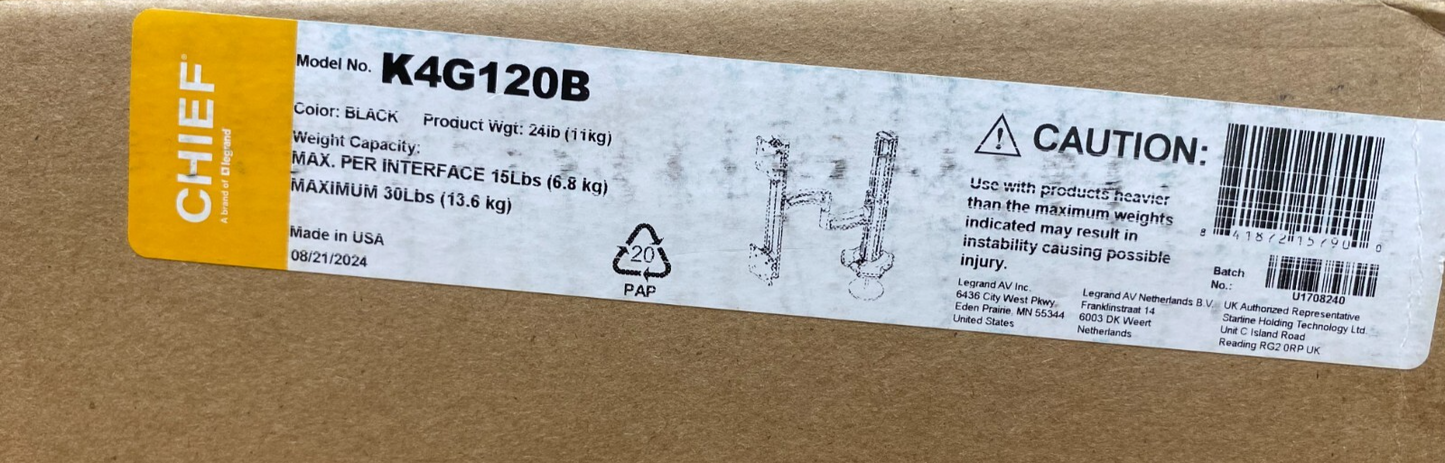 CHIEF
A brand of legrand
Model No. K4G120B
Color: BLACK Product Wgt: 24lb (11kg)
Weight Capacity:
MAX. PER INTERFACE 15Lbs (6.8 kg)
MAXIMUM 30Lbs (13.6 kg)
Made in USA
08/21/2024
20
PAP
CAUTION:
Use with products heavier
than the maximum weights
indicated may result in
instability causing possible
injury.
Legrand AV Inc.
6436 City West Pkwy.
Eden Prairie, MN 55344
United States
Legrand AV Netherlands B.V.
Franklinstraat 14
6003 DK Weert
Netherlands
8 41872 15790 0
Batch
No.:
U1708240
UK Authorized Representative
Starline Holding Technology Ltd.
Unit C Island Road
Reading RG2 0RP UK